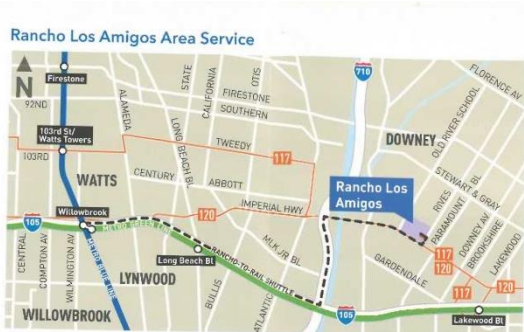 Rancho Los Amigos Area Service
N
Firestone
92ND
103rd St/
Watts Towers
103RD
WATTS
Willowbrook
105
CENTRAL
COMPTON AV
WILMINGTON AV
WILLOWBROOK
METRO BLUE LINE
METRO GREEN LINE
LYNWOOD
ALAMEDA
STATE
CALIFORNIA
LONG BEACH BL
OTIS
FIRESTONE
SOUTHERN
TWEEDY
117
CENTURY
ABBOTT
IMPERIAL HWY
120
MLK JR BL
Long Beach Bl
RANCHO-TO-RAIL SHUTTLE
BULLIS
ATLANTIC
105
710
DOWNEY
FLORENCE AV
OLD RIVER SCHOOL
STEWART & GRAY
BL
Rancho Los
Amigos
RIVES
PARAMOUNT
DOWNEY AV
BROOKSHIRE
LAKEWOOD
GARDENDALE
117
120
117
120
Lakewood Bl